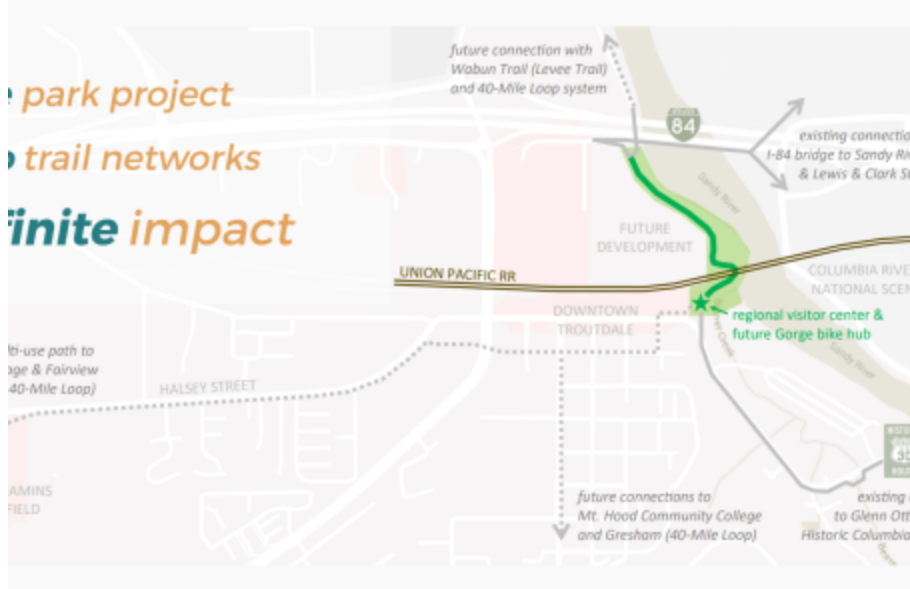 park project
trail networks
finite impact
future connection with
Wabun Trail (Levee Trail)
and 40-Mile Loop system
84
existing connectio
I-84 bridge to Sandy Riv
& Lewis & Clark St
Sandy River
FUTURE
DEVELOPMENT
UNION PACIFIC RR
COLUMBIA RIVE
NATIONAL SCEN
DOWNTOWN
TROUTDALE
regional visitor center &
future Gorge bike hub
Sandy River
lti-use path to
ge & Fairview
40-Mile Loop)
HALSEY STREET
AMINS
FIELD
future connections to
Mt. Hood Community College
and Gresham (40-Mile Loop)
existing
to Glenn Ott
Historic Columbia